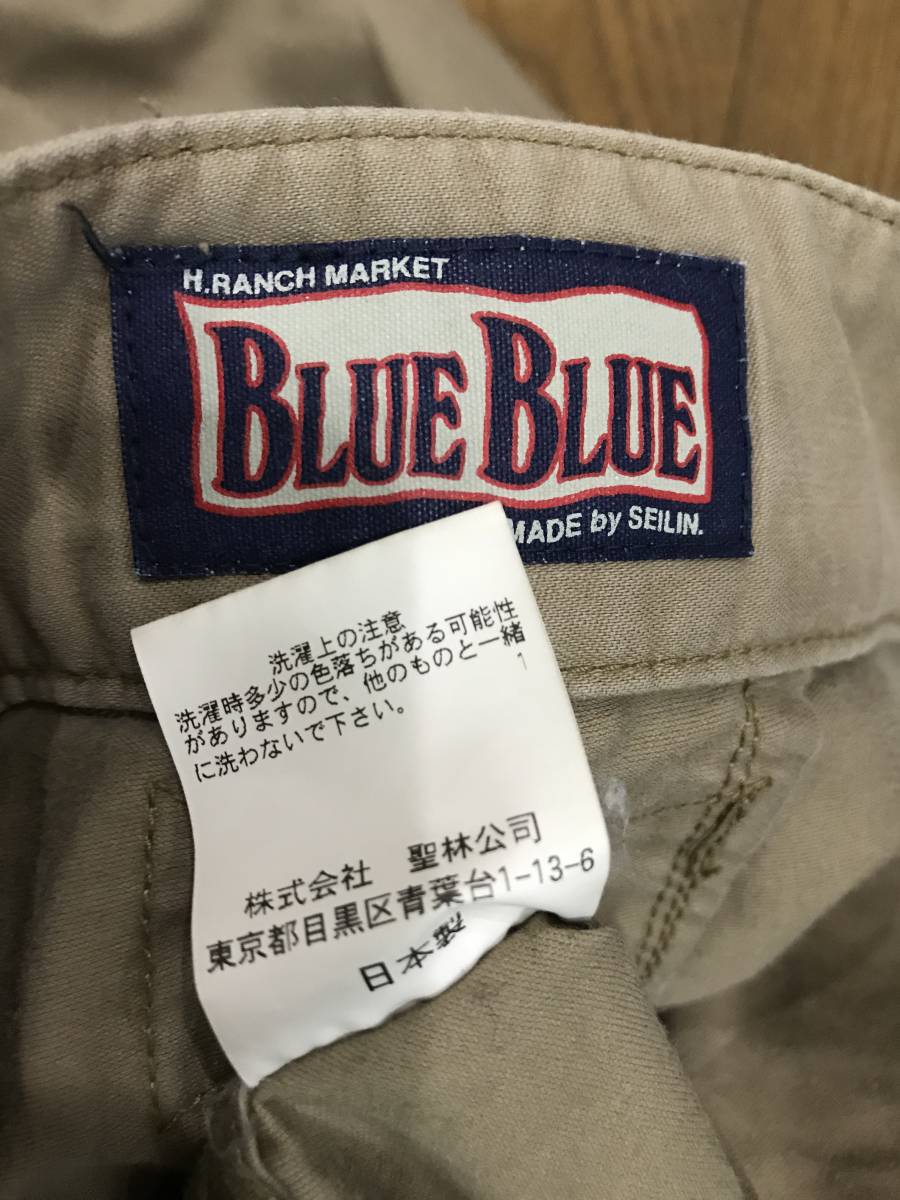 H.RANCH MARKET
BLUE BLUE
MADE by SEILIN.
洗濯上の注意
洗濯時多少の色落ちがある可能性
がありますので、他のものと一緒
に洗わないで下さい。
1
株式会社 聖林公司
東京都目黒区青葉台1-13-6
日本製